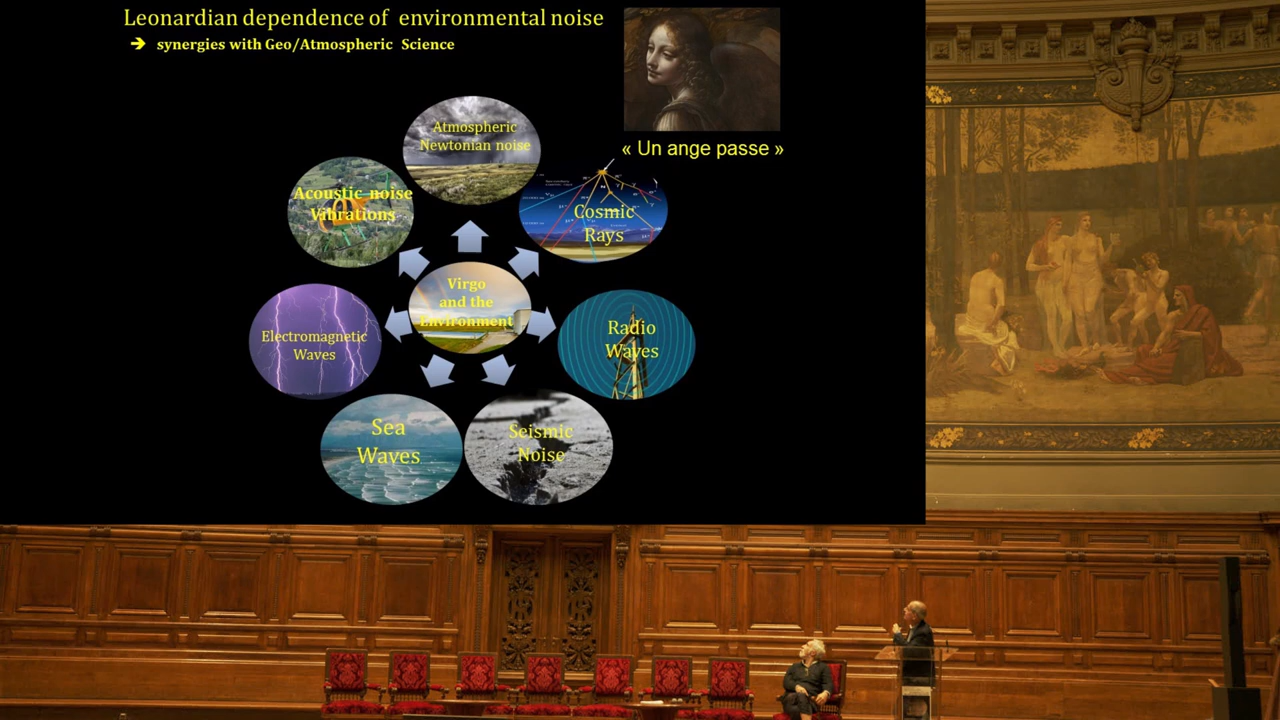 Leonardian dependence of environmental noise
➔ synergies with Geo/Atmospheric Science
« Un ange passe »
Atmospheric
Newtonian noise
Acoustic noise
Vibrations
Cosmic
Rays
Virgo
and the
Environment
Electromagnetic
Waves
Radio
Waves
Sea
Waves
Seismic
Noise